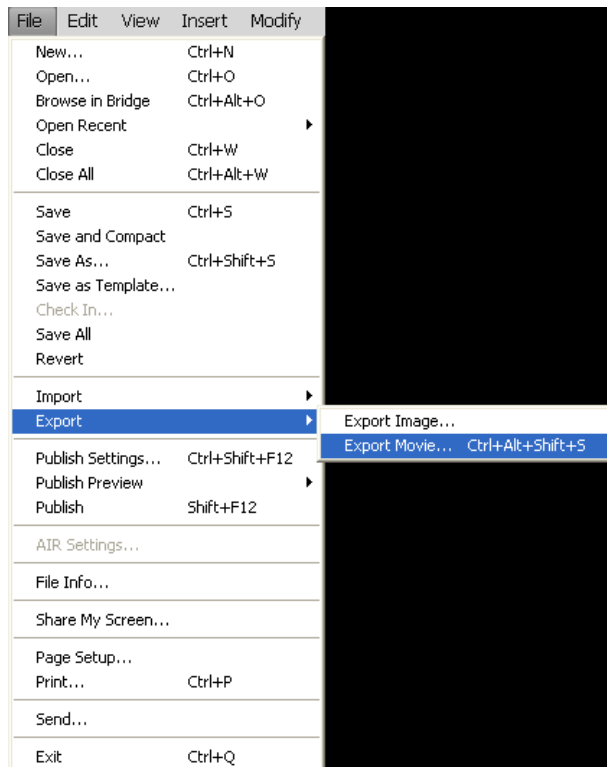 File Edit View Insert Modify
New... Ctrl+N
Open... Ctrl+O
Browse in Bridge Ctrl+Alt+O
Open Recent
Close Ctrl+W
Close All Ctrl+Alt+W
Save Ctrl+S
Save and Compact
Save As... Ctrl+Shift+S
Save as Template...
Check In...
Save All
Revert
Import
Export
Export Image...
Export Movie... Ctrl+Alt+Shift+S
Publish Settings... Ctrl+Shift+F12
Publish Preview
Publish Shift+F12
AIR Settings...
File Info...
Share My Screen...
Page Setup...
Print... Ctrl+P
Send...
Exit Ctrl+Q